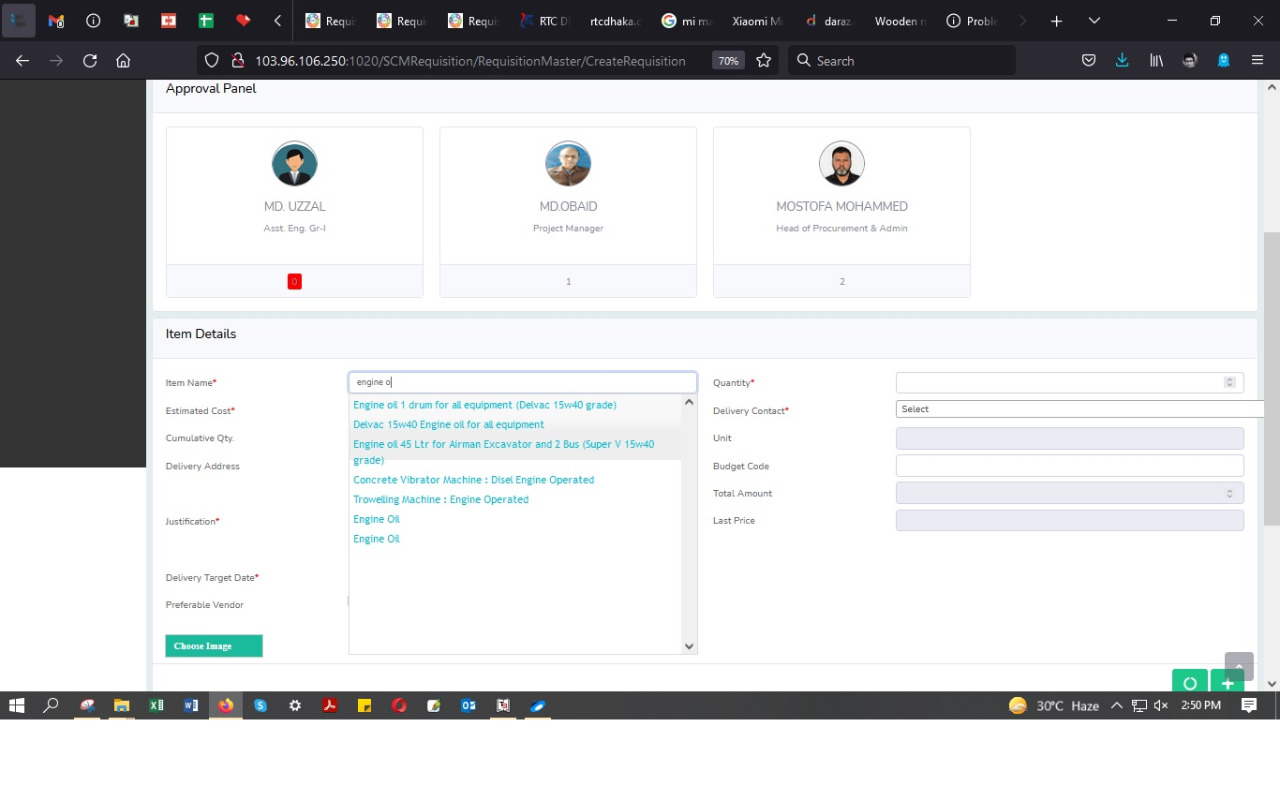 Requi
Requi
Requi
RTC D
rtcdhaka.c
mi m
Xiaomi M
daraz.
Wooden
Proble
103.96.106.250:1020/SCMRequisition/RequisitionMaster/CreateRequisition
70%
Search
Approval Panel
MD. UZZAL
Asst. Eng. Gr-I
0
MD.OBAID
Project Manager
1
MOSTOFA MOHAMMED
Head of Procurement & Admin
2
Item Details
Item Name*
engine o
Quantity*
Estimated Cost*
Delivery Contact*
Select
Cumulative Qty.
Unit
Delivery Address
Budget Code
Total Amount
Justification*
Last Price
Delivery Target Date*
Preferable Vendor
Engine oil 1 drum for all equipment (Delvac 15w40 grade)
Delvac 15w40 Engine oil for all equipment
Engine oil 45 Ltr for Airman Excavator and 2 Bus (Super V 15w40
grade)
Concrete Vibrator Machine : Disel Engine Operated
Trowelling Machine : Engine Operated
Engine Oil
Engine Oil
Choose Image
30°C Haze
2:50 PM